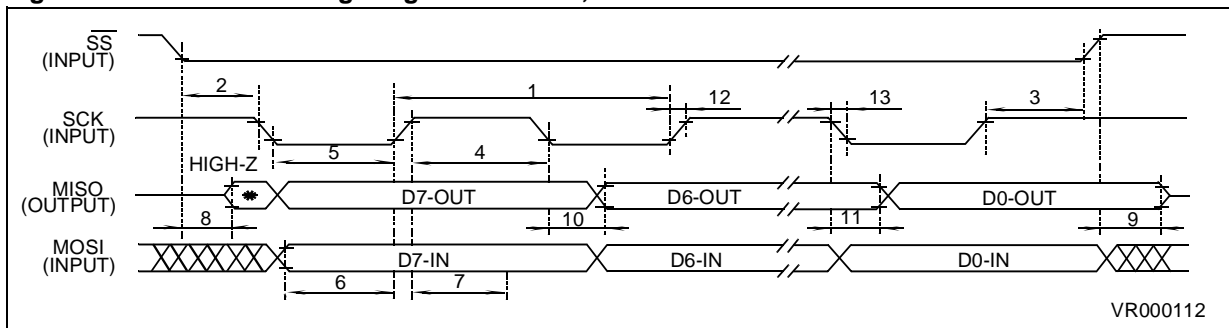 SS
(INPUT)
2
1
12
13
3
SCK
(INPUT)
5
4
HIGH-Z
MISO
(OUTPUT)
*
D7-OUT
D6-OUT
D0-OUT
8
10
11
9
MOSI
(INPUT)
D7-IN
D6-IN
D0-IN
6
7
VR000112